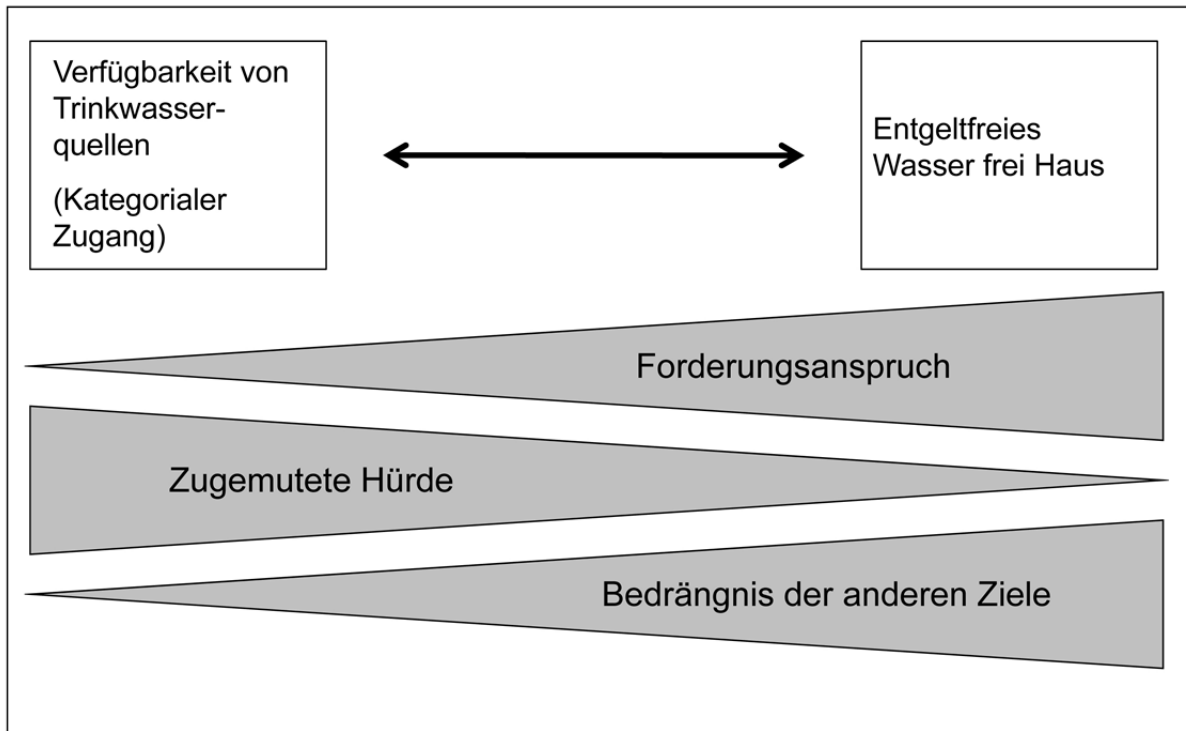 Verfügbarkeit von
Trinkwasser-
quellen
(Kategorialer
Zugang)
Entgeltfreies
Wasser frei Haus
Forderungsanspruch
Zugemutete Hürde
Bedrängnis der anderen Ziele